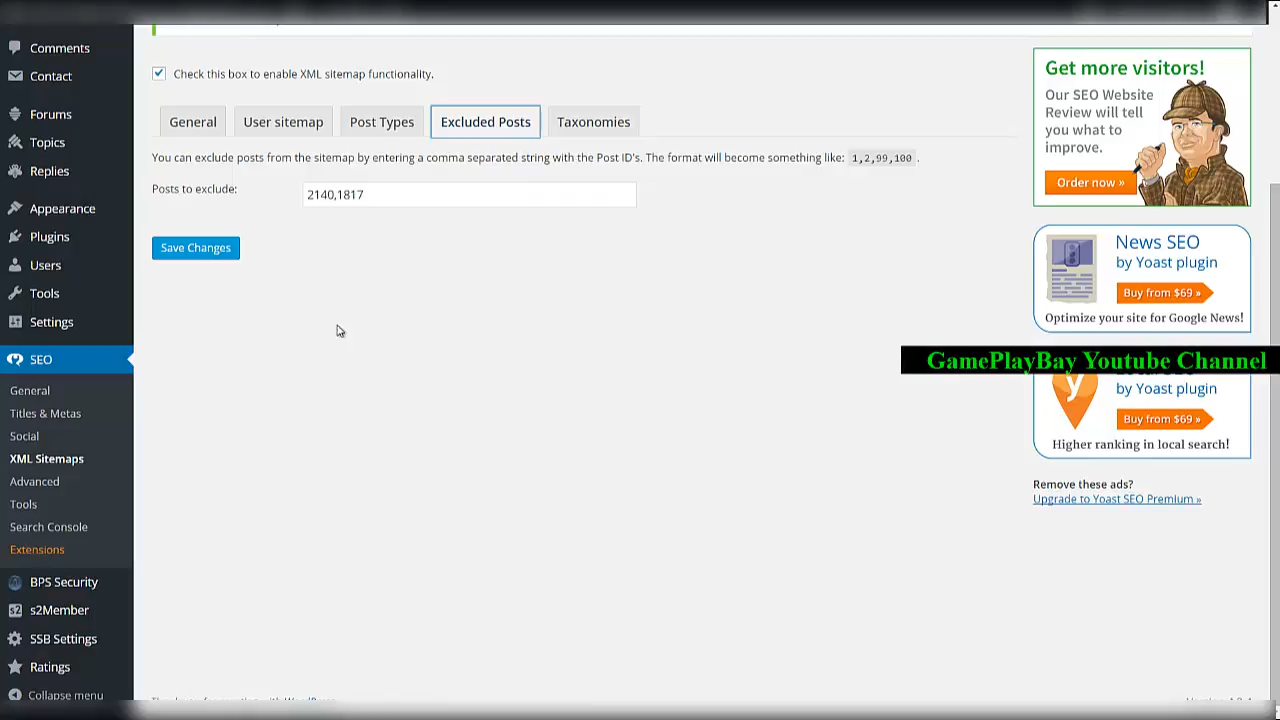 Comments
Contact
Forums
Topics
Replies
Appearance
Plugins
Users
Tools
Settings
SEO
General
Titles & Metas
Social
XML Sitemaps
Advanced
Tools
Search Console
Extensions
BPS Security
s2Member
SSB Settings
Ratings
Collapse menu
Check this box to enable XML sitemap functionality.
General
User sitemap
Post Types
Excluded Posts
Taxonomies
You can exclude posts from the sitemap by entering a comma separated string with the Post ID's. The format will become something like: 1,2,99,100 .
Posts to exclude:
2140,1817
Save Changes
Get more visitors!
Our SEO Website
Review will tell
you what to
improve.
Order now »
News SEO
by Yoast plugin
Buy from $69 »
Optimize your site for Google News!
GamePlayBay Youtube Channel
by Yoast plugin
Buy from $69 »
Higher ranking in local search!
Remove these ads?
Upgrade to Yoast SEO Premium »